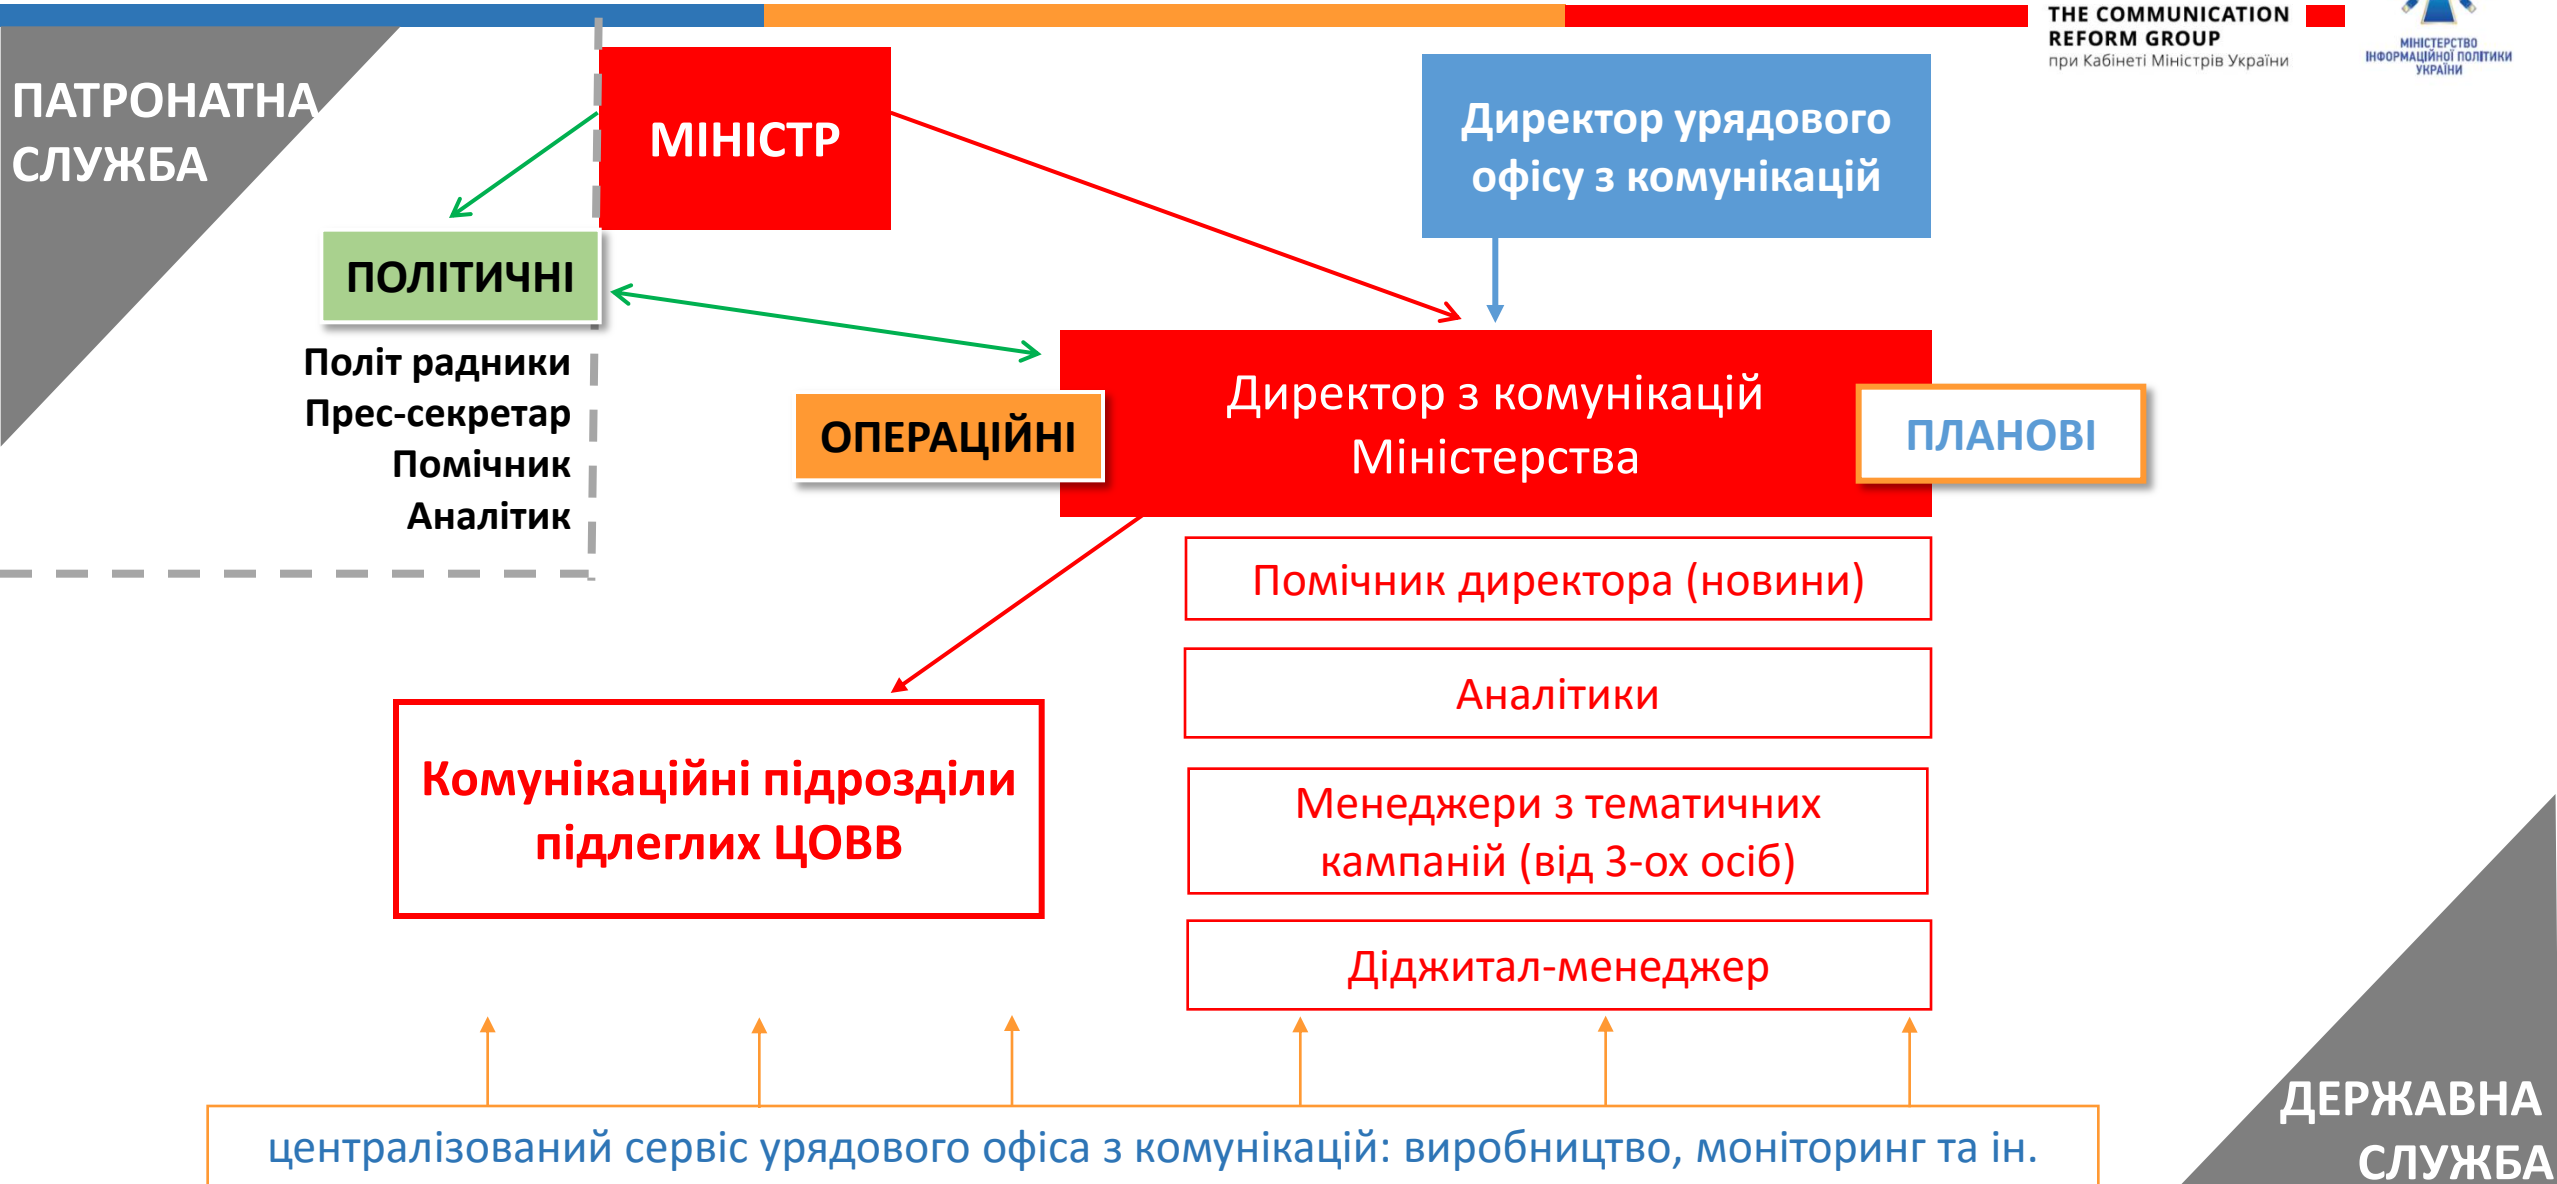 THE COMMUNICATION
REFORM GROUP
при Кабінеті Міністрів України
МІНІСТЕРСТВО
ІНФОРМАЦІЙНОЇ ПОЛІТИКИ
УКРАЇНИ
ПАТРОНАТНА
СЛУЖБА
МІНІСТР
Директор урядового
офісу з комунікацій
ПОЛІТИЧНІ
Політ радники
Прес-секретар
Помічник
Аналітик
ОПЕРАЦІЙНІ
Директор з комунікацій
Міністерства
ПЛАНОВІ
Помічник директора (новини)
Аналітики
Менеджери з тематичних
кампаній (від 3-ох осіб)
Діджитал-менеджер
Комунікаційні підрозділи
підлеглих ЦОВВ
централізований сервіс урядового офіса з комунікацій: виробництво, моніторинг та ін.
ДЕРЖАВНА
СЛУЖБА